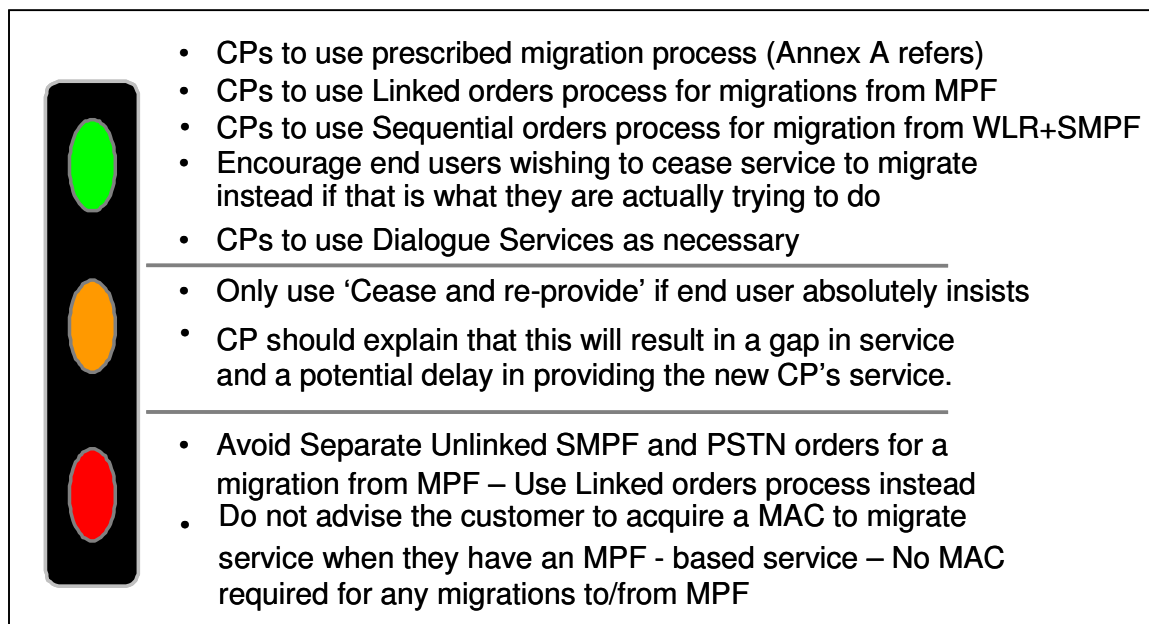 • CPs to use prescribed migration process (Annex A refers)
• CPs to use Linked orders process for migrations from MPF
• CPs to use Sequential orders process for migration from WLR+SMPF
• Encourage end users wishing to cease service to migrate
instead if that is what they are actually trying to do
• CPs to use Dialogue Services as necessary
• Only use ‘Cease and re-provide’ if end user absolutely insists
• CP should explain that this will result in a gap in service
and a potential delay in providing the new CP’s service.
• Avoid Separate Unlinked SMPF and PSTN orders for a
migration from MPF – Use Linked orders process instead
• Do not advise the customer to acquire a MAC to migrate
service when they have an MPF - based service – No MAC
required for any migrations to/from MPF